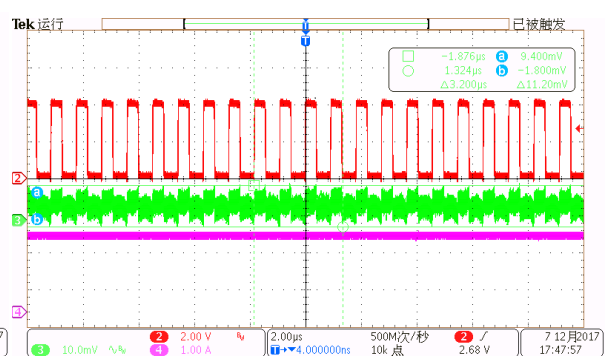 Tek 运行 已被触发
T
T
−1.876µs a 9.400mV
1.324µs b −1.800mV
△3.200µs △11.20mV
2
a
3 b
4
2 2.00 V 2.00µs 500M次/秒 2 7 12月2017
3 10.0mV 4 1.00 A T→▼4.000000ns 10k 点 2.68 V 17:47:57